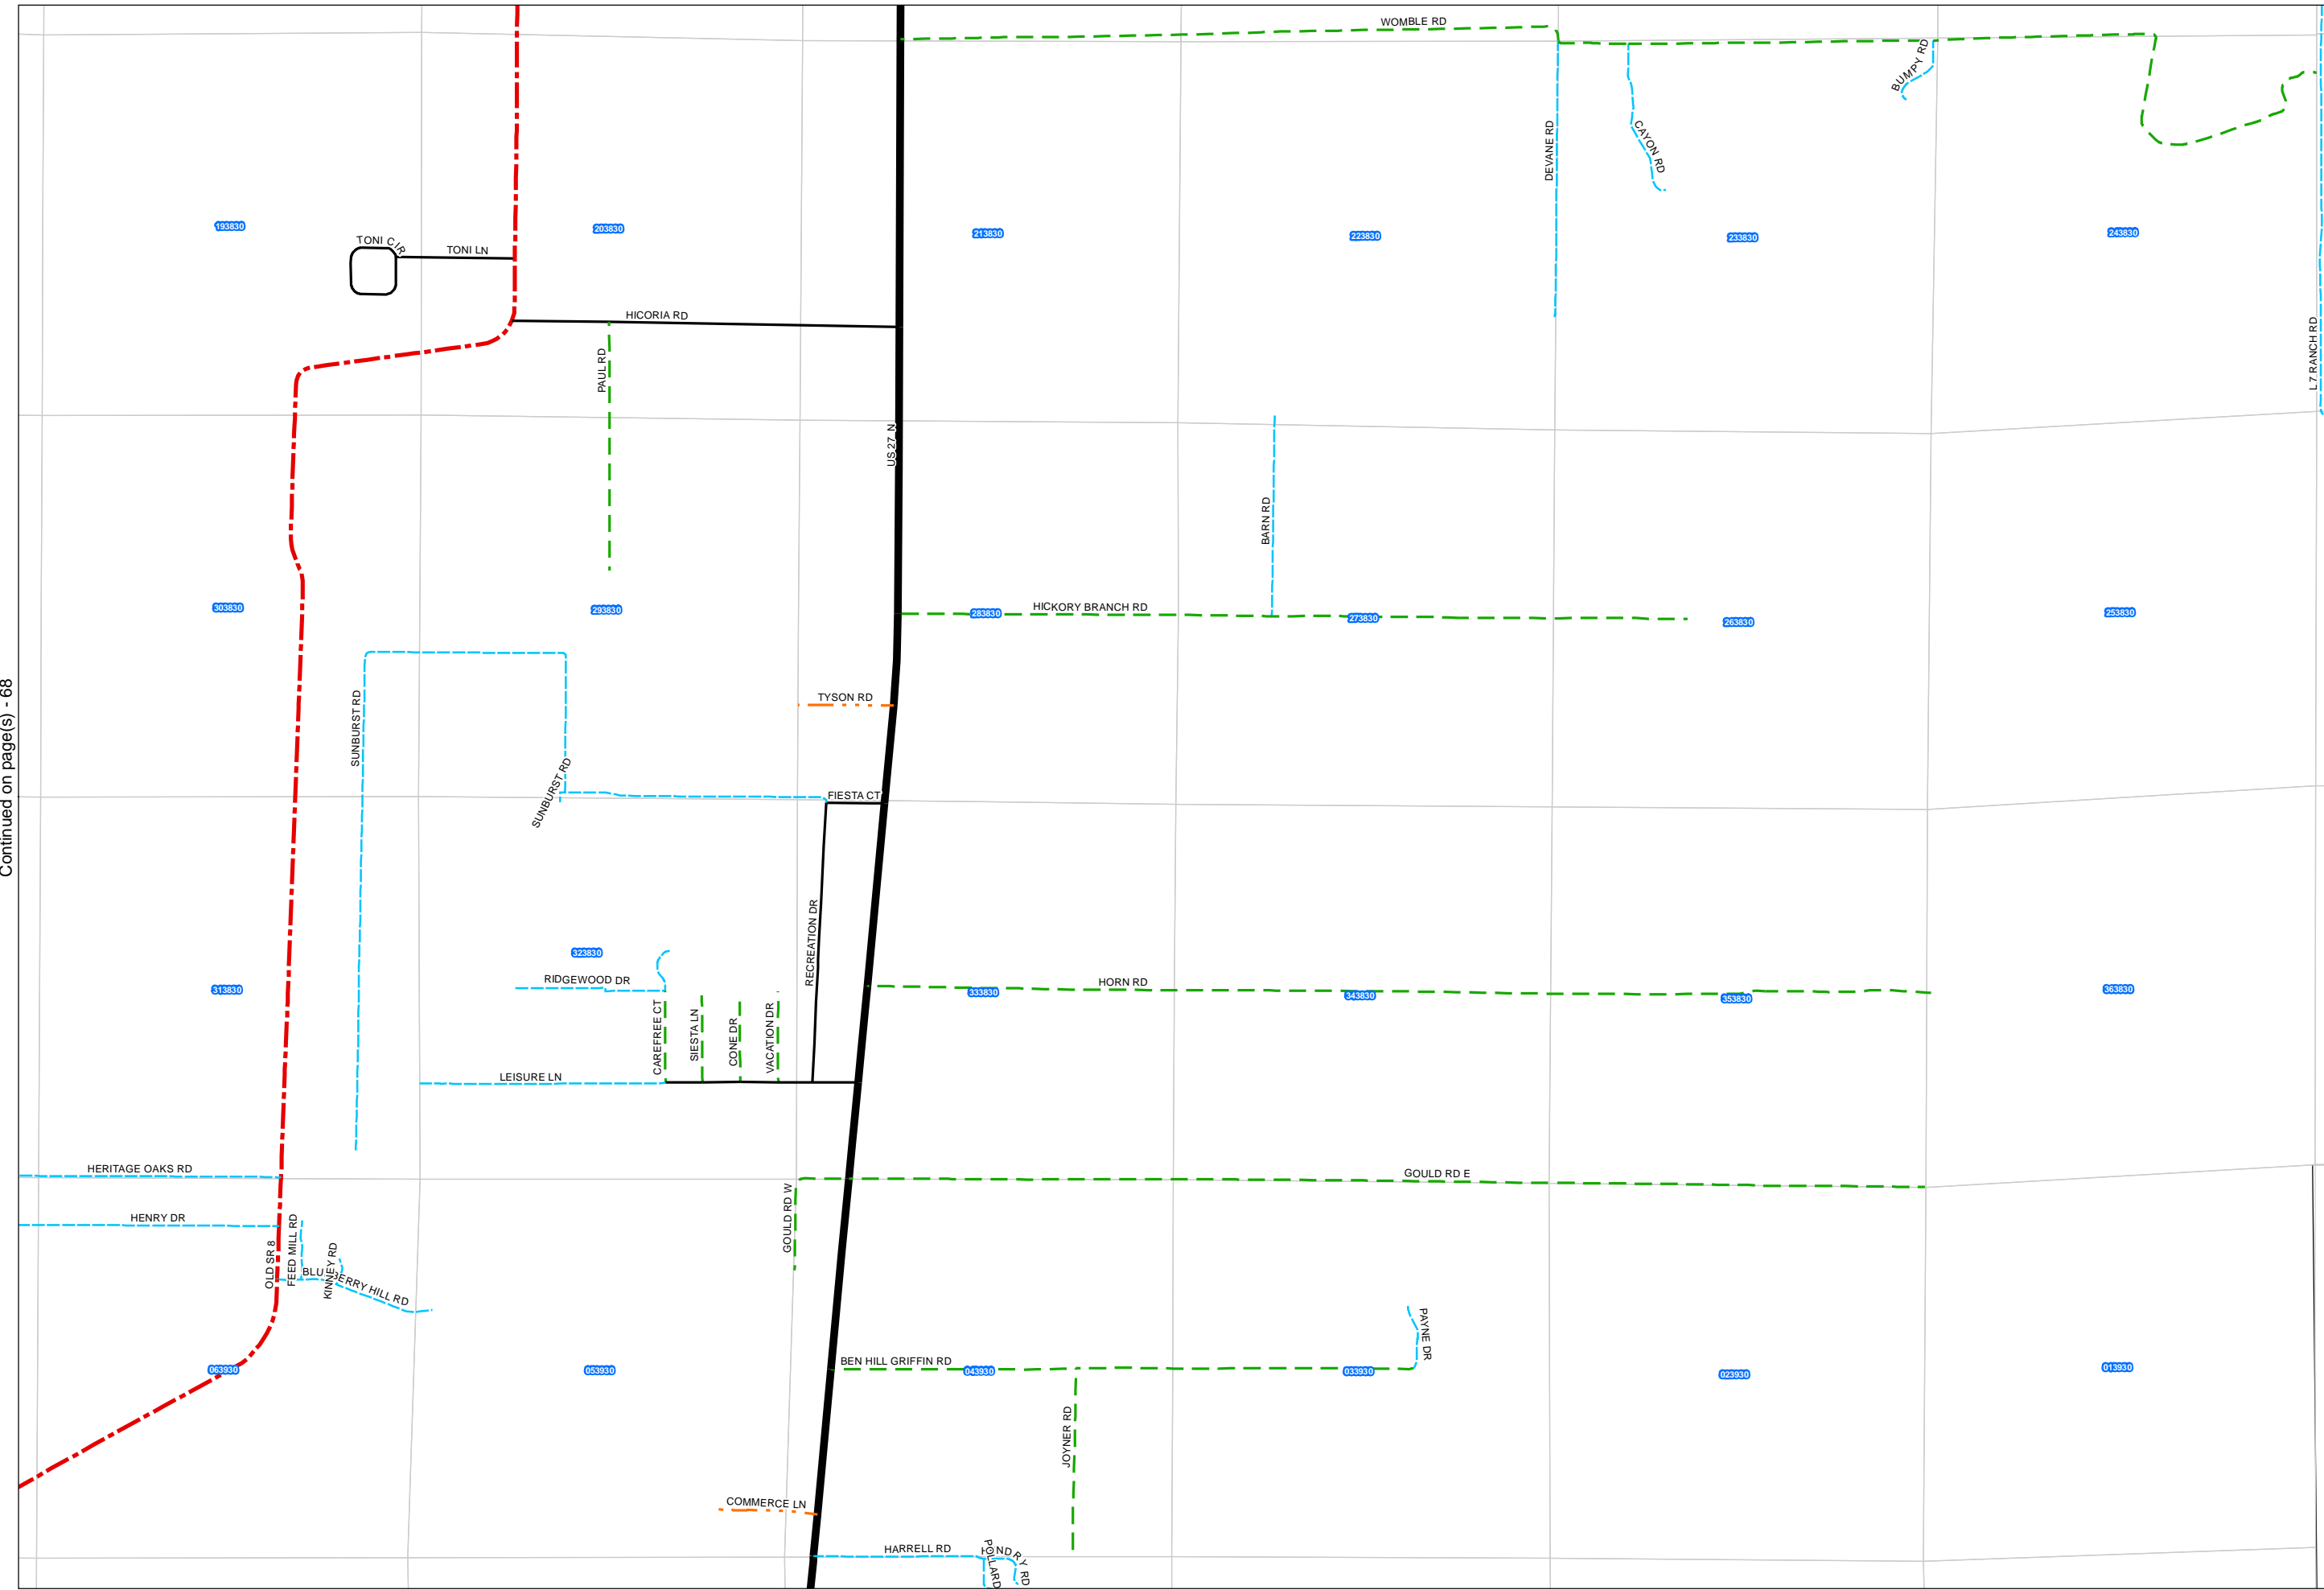 WOMBLE RD
BUMPY RD
DEVANE RD
CAYON RD
193830
203830
213830
223830
233830
243830
TONI CIR
TONI LN
HICORIA RD
PAUL RD
L 7 RANCH RD
US 27 N
BARN RD
303830
293830
283830
HICKORY BRANCH RD
273830
263830
253830
Continued on page(s) - 68
SUNBURST RD
TYSON RD
SUNBURST RD
FIESTA CT
RECREATION DR
323830
RIDGEWOOD DR
313830
333830
HORN RD
343830
353830
363830
CAREFREE CT
SIESTA LN
CONE DR
VACATION DR
LEISURE LN
HERITAGE OAKS RD
GOULD RD E
HENRY DR
GOULD RD W
OLD SR 8
FEED MILL RD
KINNEY RD
BLUEBERRY HILL RD
PAYNE DR
063930
053930
BEN HILL GRIFFIN RD
043930
033930
023930
013930
JOYNER RD
COMMERCE LN
HARRELL RD
POLLARD
RD